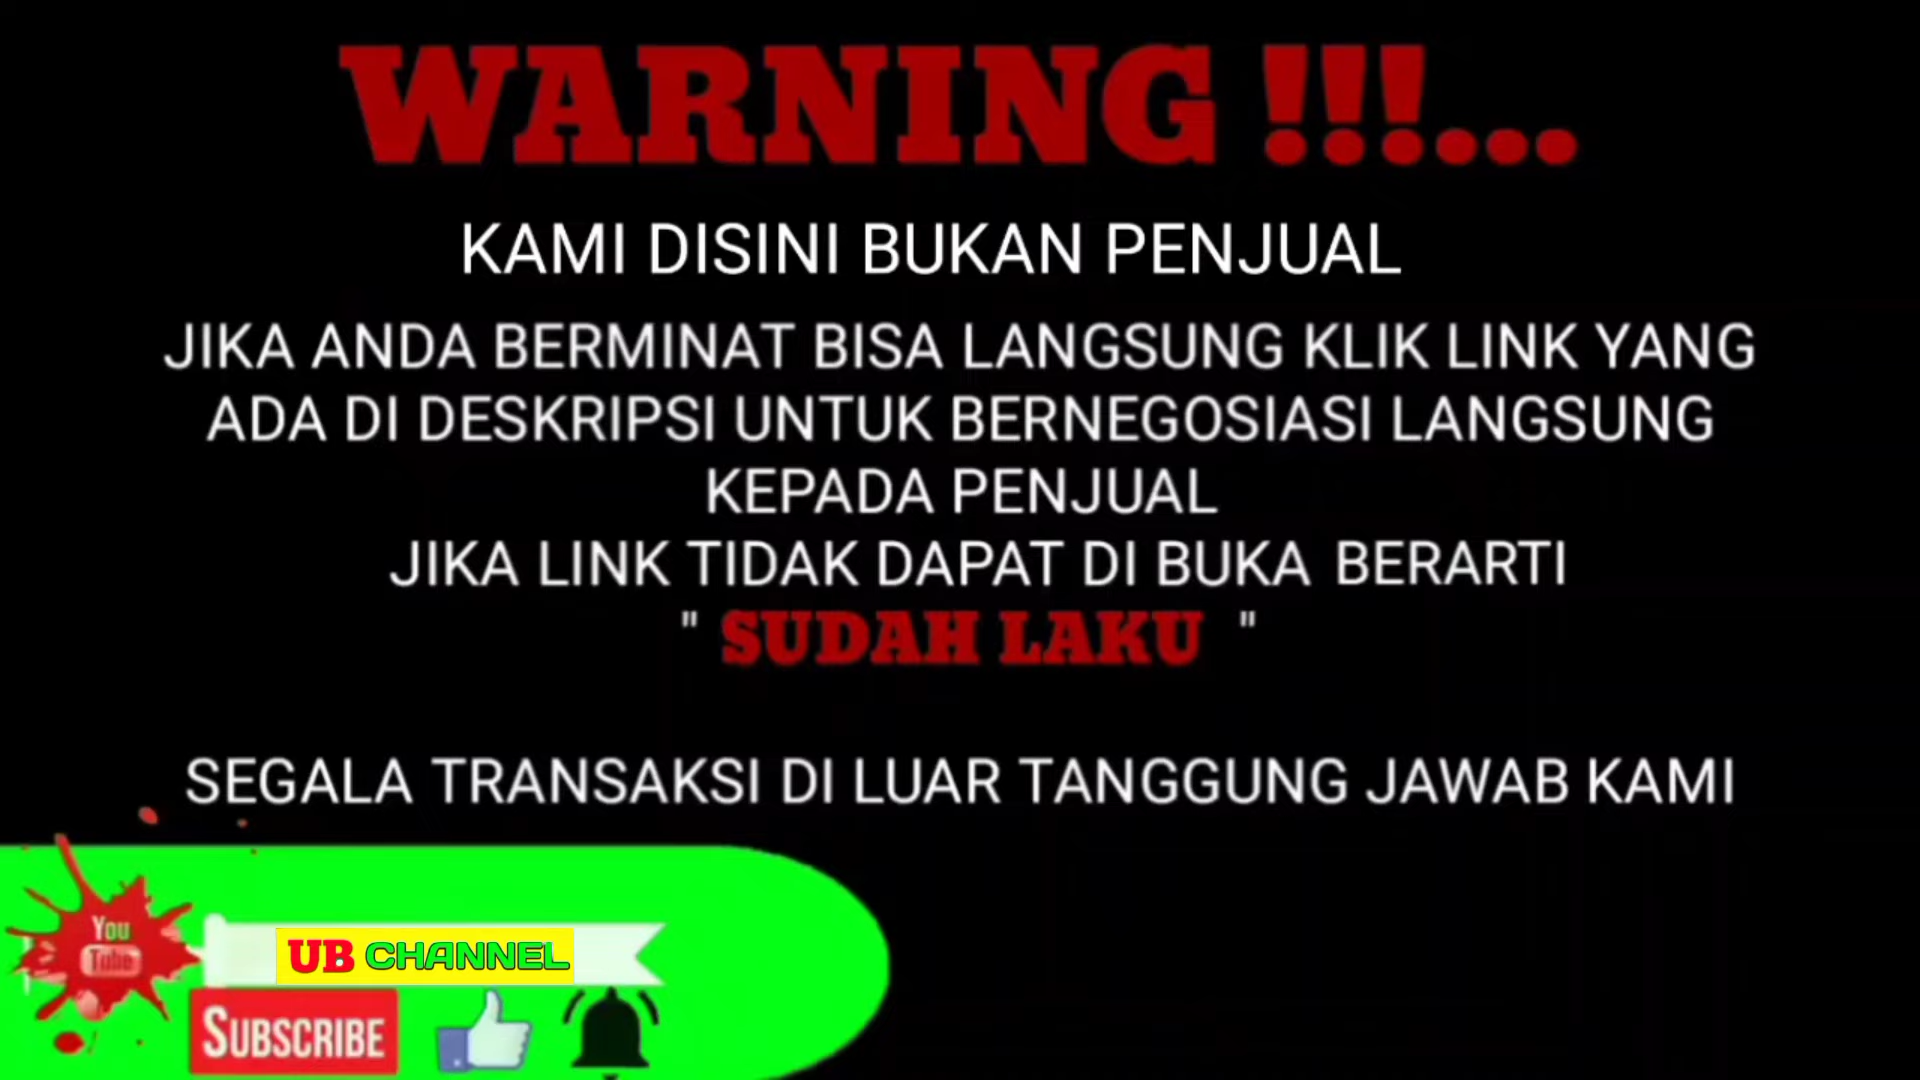 WARNING !!!...
KAMI DISINI BUKAN PENJUAL
JIKA ANDA BERMINAT BISA LANGSUNG KLIK LINK YANG
ADA DI DESKRIPSI UNTUK BERNEGOSIASI LANGSUNG
KEPADA PENJUAL
JIKA LINK TIDAK DAPAT DI BUKA BERARTI
" SUDAH LAKU "
SEGALA TRANSAKSI DI LUAR TANGGUNG JAWAB KAMI
You
Tube
UB CHANNEL
SUBSCRIBE